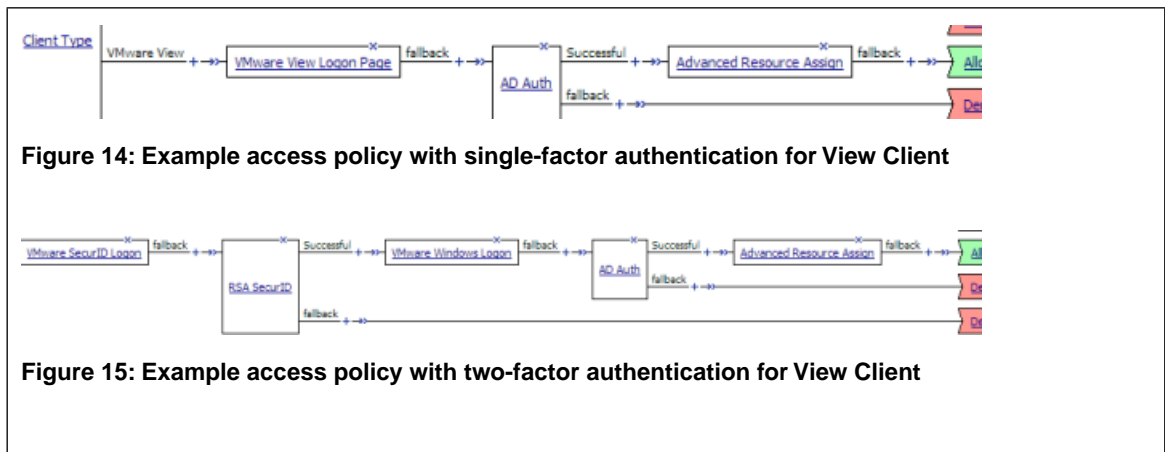 Client Type
VMware View
VMware View Logon Page
fallback
AD Auth
Successful
Advanced Resource Assign
fallback
fallback
Figure 14: Example access policy with single-factor authentication for View Client
VMware SecurID Logon
fallback
RSA SecurID
Successful
VMware Windows Logon
fallback
AD Auth
Successful
Advanced Resource Assign
fallback
fallback
fallback
Figure 15: Example access policy with two-factor authentication for View Client